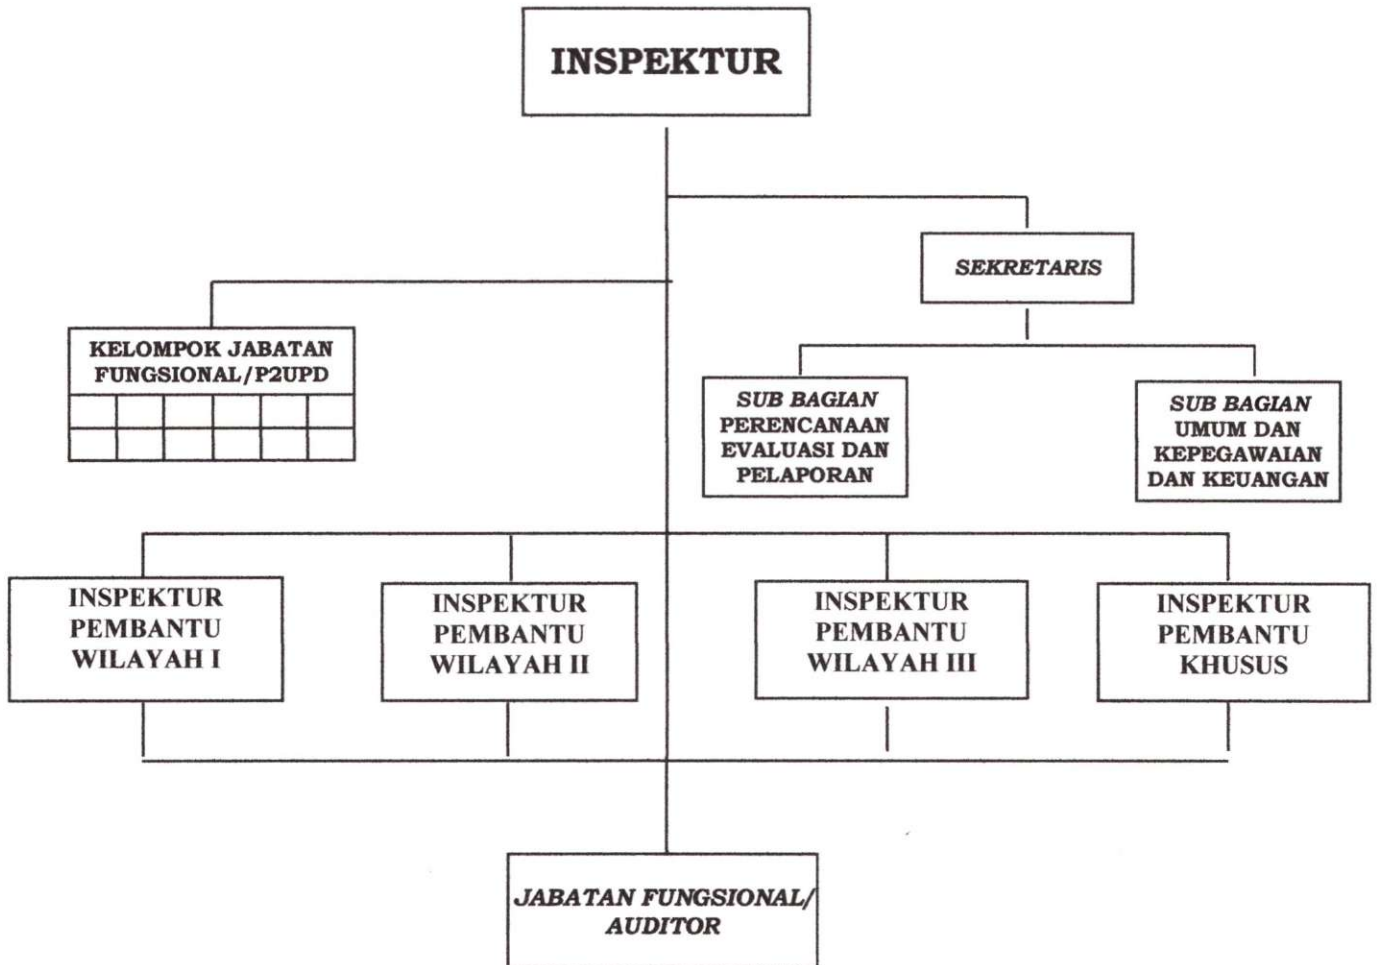 INSPEKTUR
SEKRETARIS
KELOMPOK JABATAN
FUNGSIONAL/P2UPD
SUB BAGIAN
PERENCANAAN
EVALUASI DAN
PELAPORAN
SUB BAGIAN
UMUM DAN
KEPEGAWAIAN
DAN KEUANGAN
INSPEKTUR
PEMBANTU
WILAYAH I
INSPEKTUR
PEMBANTU
WILAYAH II
INSPEKTUR
PEMBANTU
WILAYAH III
INSPEKTUR
PEMBANTU
KHUSUS
JABATAN FUNGSIONAL/
AUDITOR